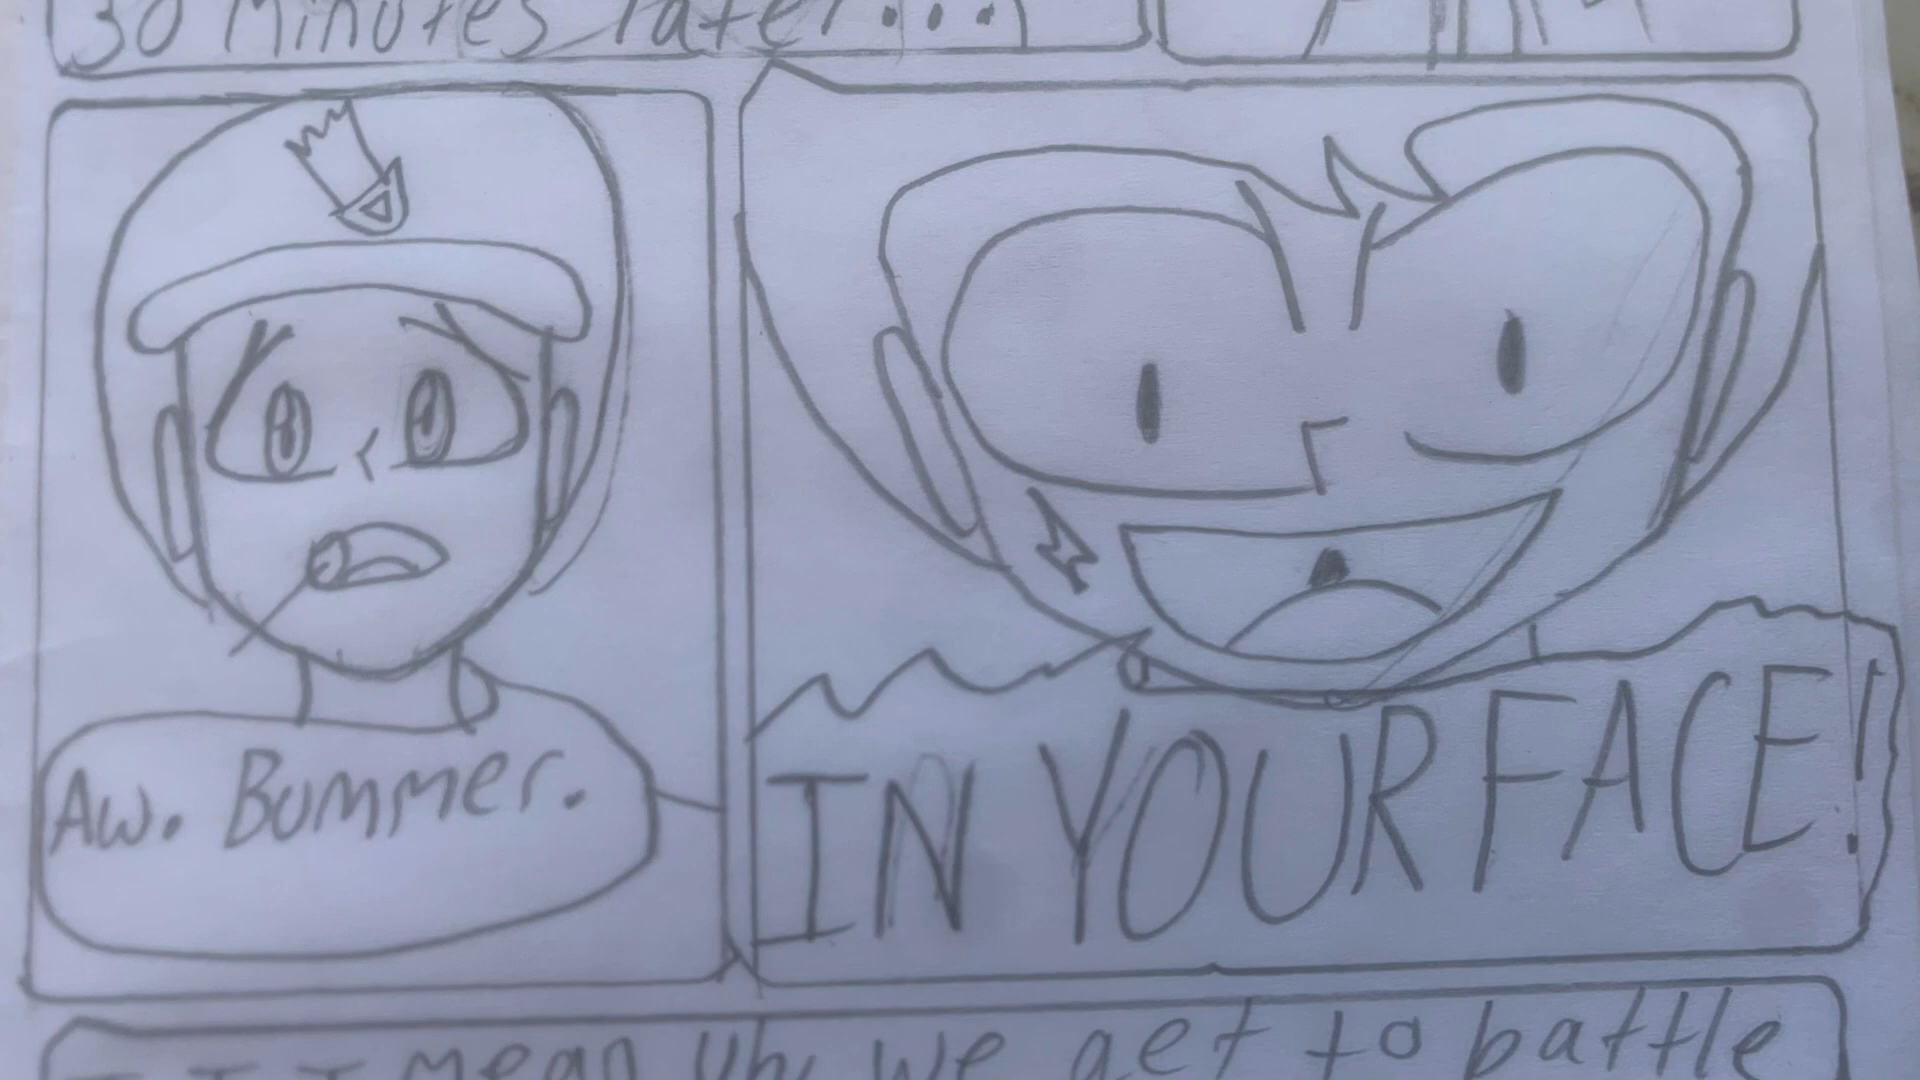 30 Minutes later...
Aw. Bummer.
IN YOUR FACE!
I I I mean uh, we get to battle